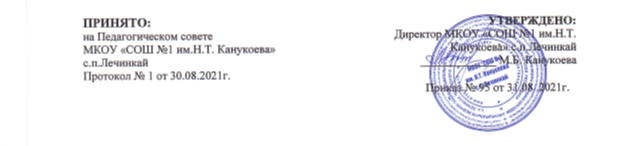 ПРИНЯТО:
на Педагогическом совете
МКОУ «СОШ №1 им.Н.Т. Канукоева»
с.п.Лечинкай
Протокол № 1 от 30.08.2021г.
УТВЕРЖДЕНО:
Директор МКОУ «СОШ №1 им.Н.Т.
Канукоева» с.п.Лечинкай
М.Б. Канукоева
Приказ № 95 от 31.08.2021г.